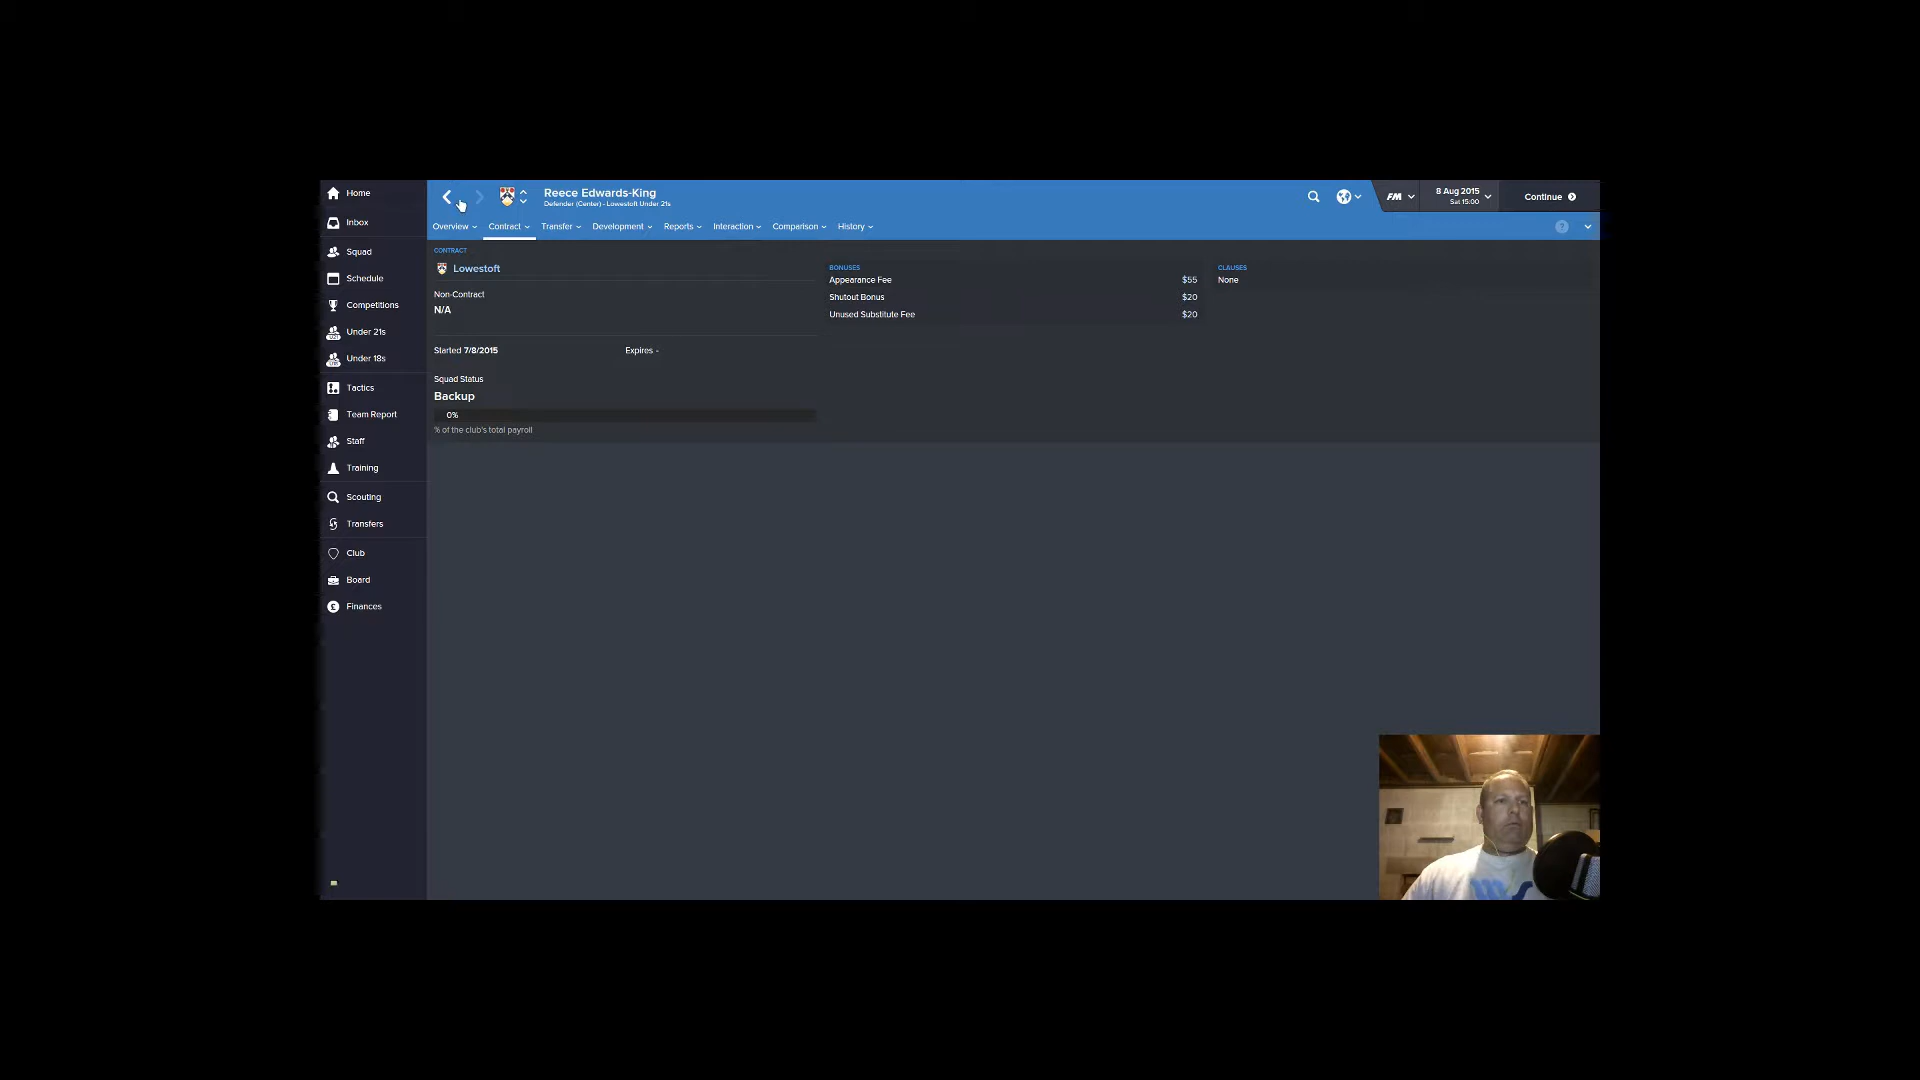 Home
Inbox
Squad
Schedule
Competitions
Under 21s
Under 18s
Tactics
Team Report
Staff
Training
Scouting
Transfers
Club
Board
Finances
Reece Edwards-King
Defender (Center) - Lowestoft Under 21s
FM
8 Aug 2015
Sat 15:00
Continue
Overview Contract Transfer Development Reports Interaction Comparison History
?
CONTRACT
Lowestoft
Non-Contract
N/A
Started 7/8/2015 Expires -
Squad Status
Backup
0%
% of the club's total payroll
BONUSES
Appearance Fee $55
Shutout Bonus $20
Unused Substitute Fee $20
CLAUSES
None